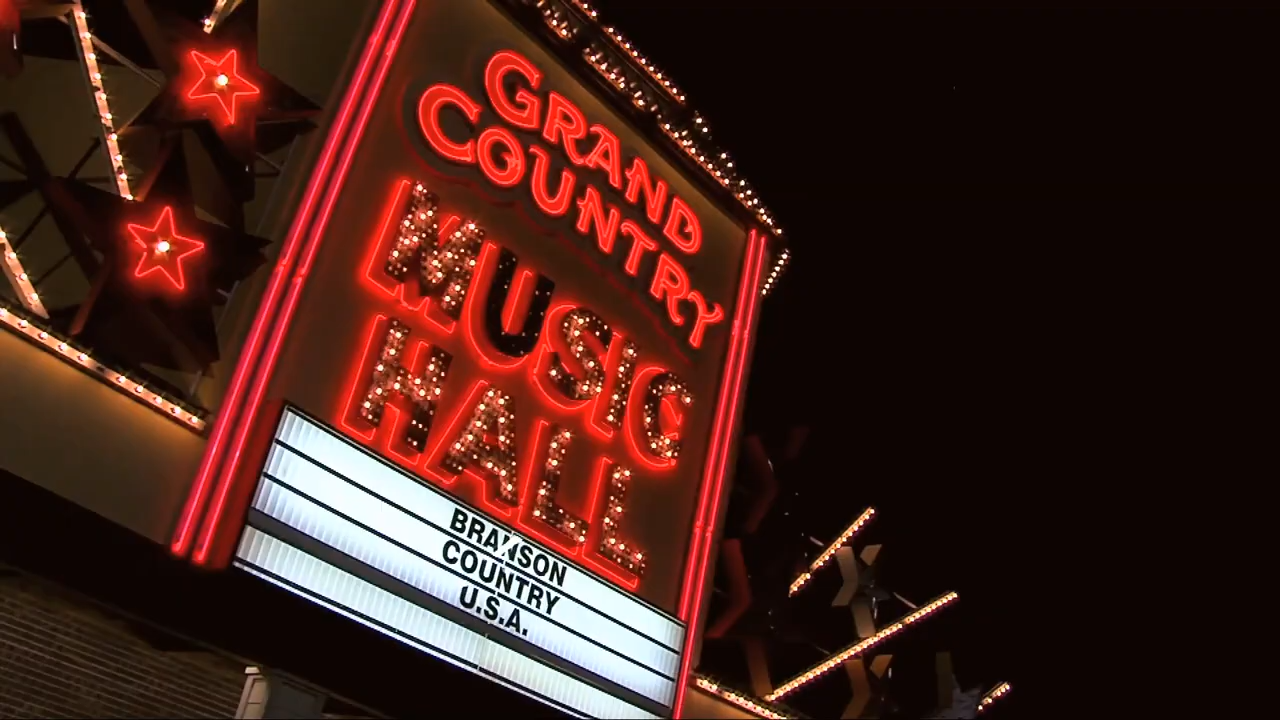 GRAND
COUNTRY
MUSIC
HALL
BRANSON
COUNTRY
U.S.A.